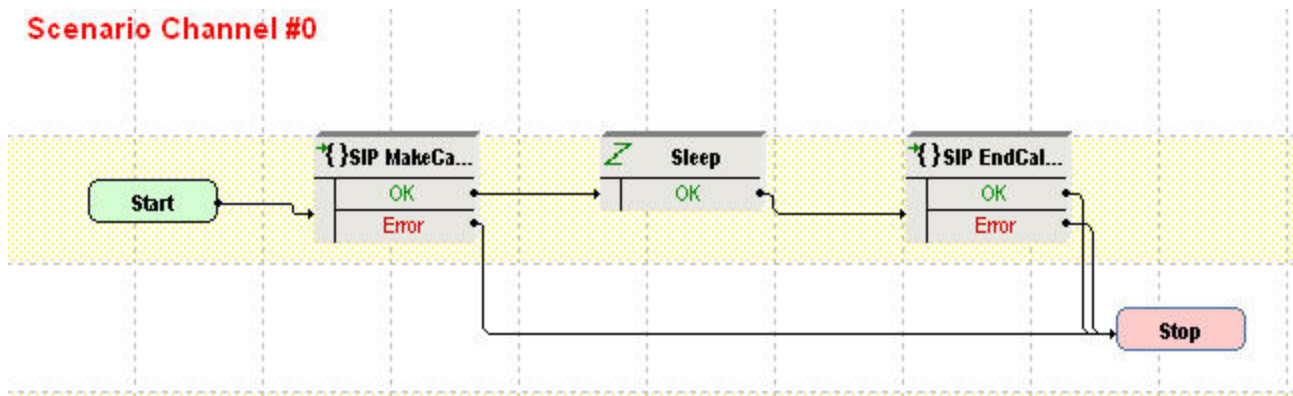 Scenario Channel #0
{ }SIP MakeCa...
OK
Error
Sleep
OK
{ }SIP EndCal...
OK
Error
Start
Stop